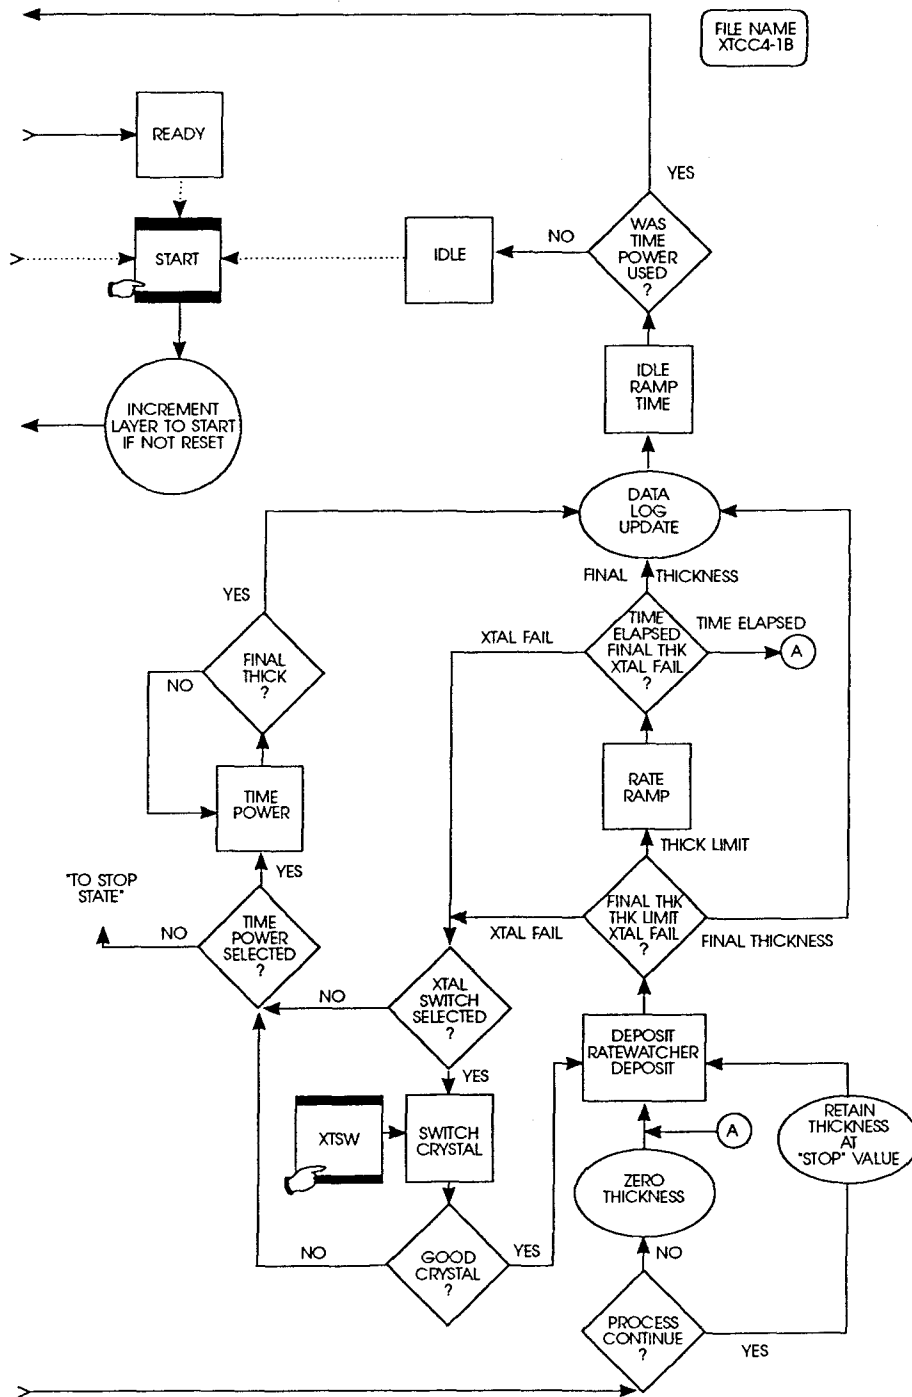 FILE NAME
XTCC4-1B
READY
YES
WAS
TIME
POWER
USED
?
NO
IDLE
START
IDLE
RAMP
TIME
INCREMENT
LAYER TO START
IF NOT RESET
DATA
LOG
UPDATE
FINAL THICKNESS
YES
TIME
ELAPSED
FINAL THK
XTAL FAIL
?
TIME ELAPSED
A
XTAL FAIL
FINAL
THICK
?
NO
RATE
RAMP
TIME
POWER
THICK LIMIT
YES
"TO STOP
STATE"
FINAL THK
THK LIMIT
XTAL FAIL
?
NO
TIME
POWER
SELECTED
?
XTAL FAIL
FINAL THICKNESS
XTAL
SWITCH
SELECTED
?
NO
DEPOSIT
RATEWATCHER
DEPOSIT
YES
XTSW
SWITCH
CRYSTAL
A
RETAIN
THICKNESS
AT
"STOP" VALUE
ZERO
THICKNESS
NO
GOOD
CRYSTAL
?
YES
NO
PROCESS
CONTINUE
?
YES